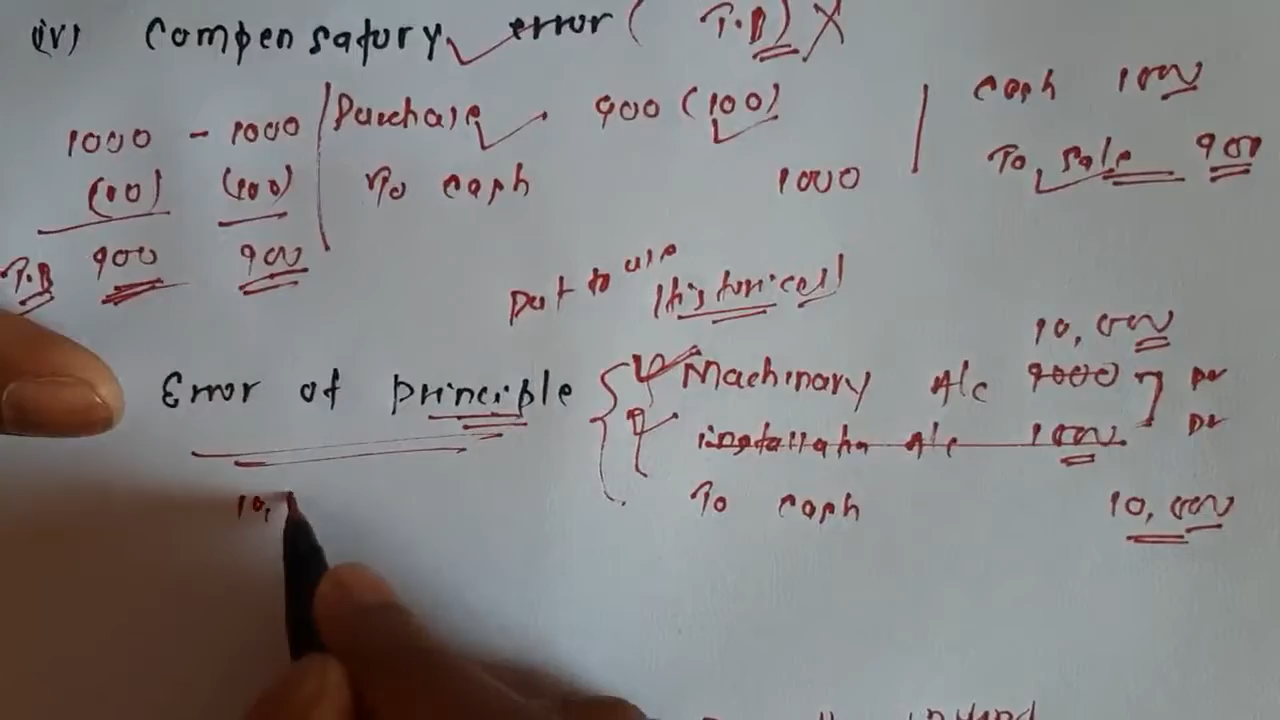 (iv) Compensatory error ( T.B ) X
1000 - 1000
(100) (100)
T.B 900 900
Purchase 900 (100)
To cash 1000
Cash 1000
To Sale 900
put to use
(historical)
Error of principle
10,000
Machinary A/c 9000 Dr
installation A/c 1000 Dr
To cash 10,000
10,